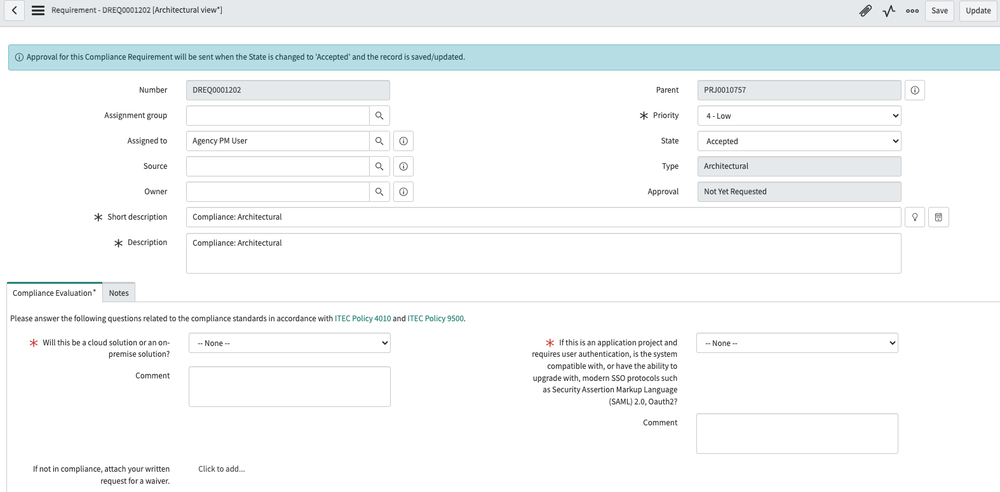 Requirement - DREQ0001202 [Architectural view*]
Save
Update
Approval for this Compliance Requirement will be sent when the State is changed to 'Accepted' and the record is saved/updated.
Number
DREQ0001202
Parent
PRJ0010757
Assignment group
Priority
4 - Low
Assigned to
Agency PM User
State
Accepted
Source
Type
Architectural
Owner
Approval
Not Yet Requested
Short description
Compliance: Architectural
Description
Compliance: Architectural
Compliance Evaluation*
Notes
Please answer the following questions related to the compliance standards in accordance with ITEC Policy 4010 and ITEC Policy 9500.
Will this be a cloud solution or an on-
premise solution?
-- None --
Comment
If this is an application project and
requires user authentication, is the system
compatible with, or have the ability to
upgrade with, modern SSO protocols such
as Security Assertion Markup Language
(SAML) 2.0, Oauth2?
-- None --
Comment
If not in compliance, attach your written
request for a waiver.
Click to add...